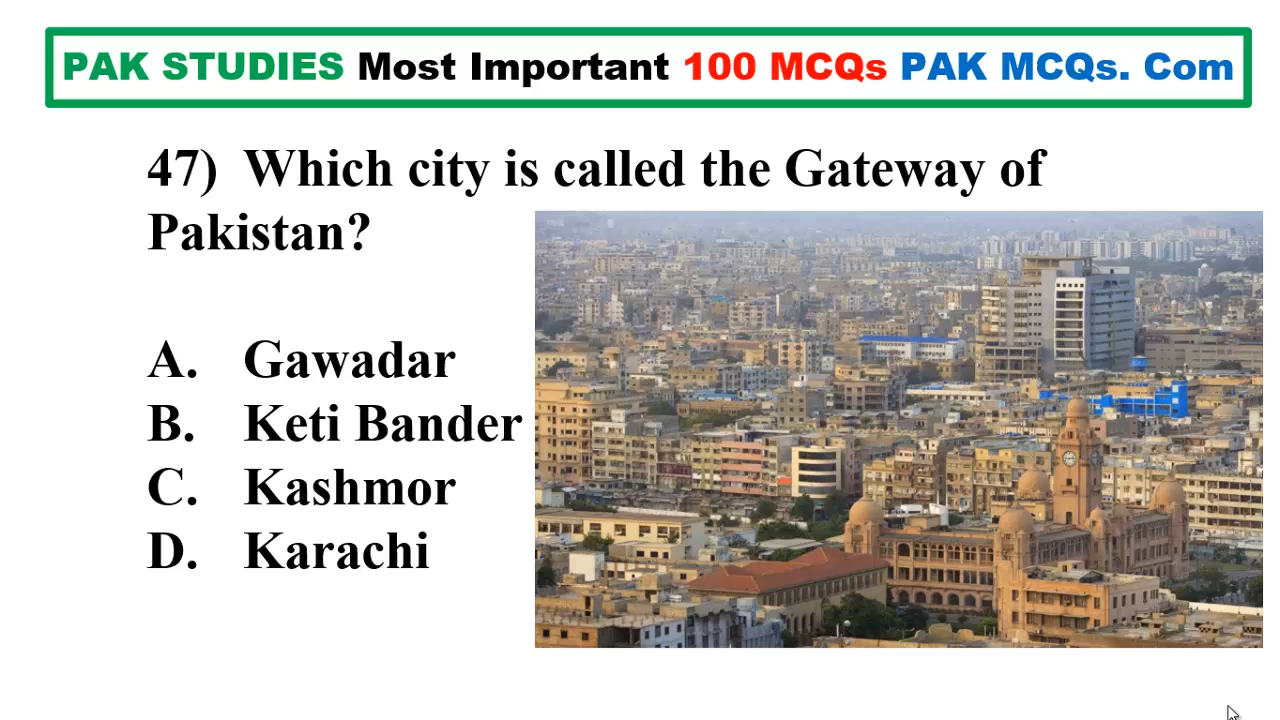 PAK STUDIES Most Important 100 MCQs PAK MCQs. Com
47) Which city is called the Gateway of
Pakistan?
A. Gawadar
B. Keti Bander
C. Kashmor
D. Karachi